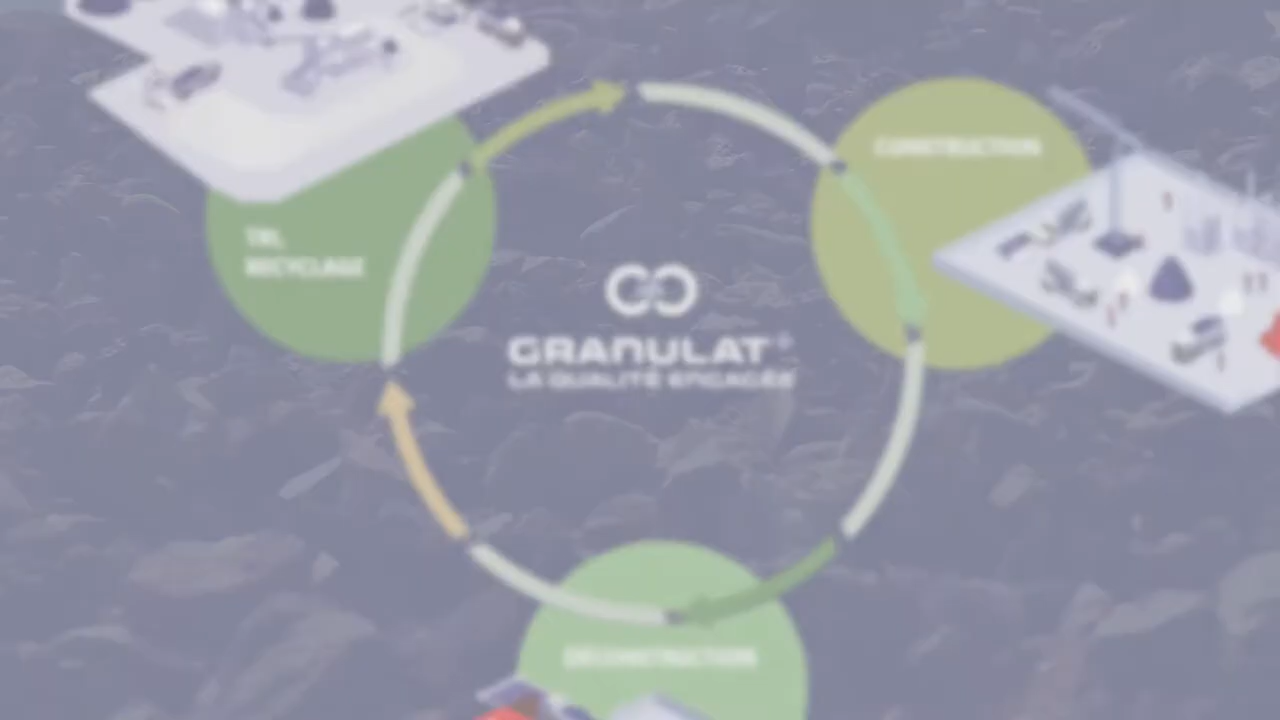 CONSTRUCTION
TRI,
RECYCLAGE
GRANULAT+
LA QUALITÉ ENGAGÉE
DÉCONSTRUCTION